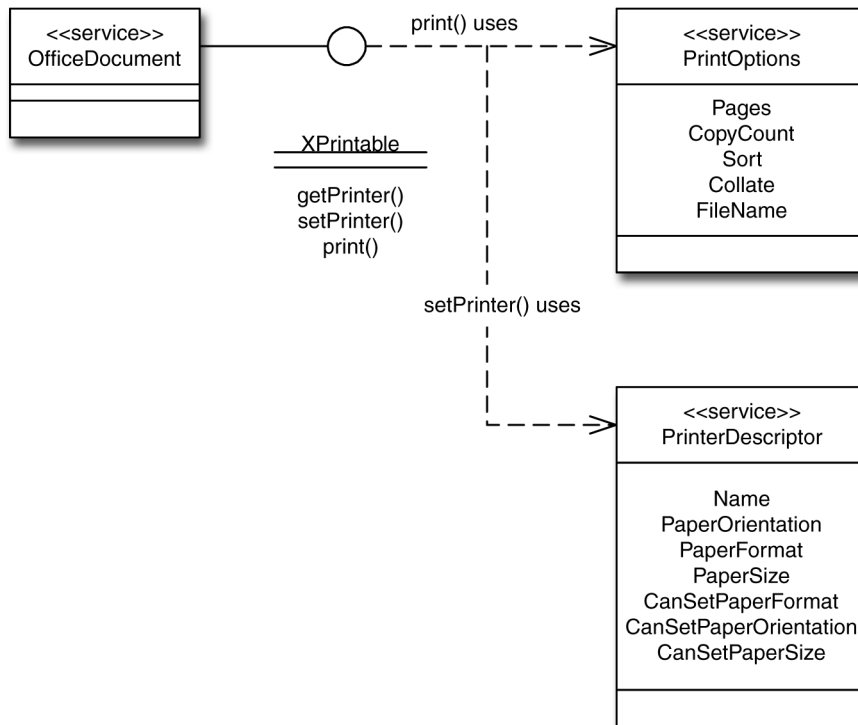 <<service>>
OfficeDocument
print() uses
<<service>>
PrintOptions
Pages
CopyCount
Sort
Collate
FileName
XPrintable
getPrinter()
setPrinter()
print()
setPrinter() uses
<<service>>
PrinterDescriptor
Name
PaperOrientation
PaperFormat
PaperSize
CanSetPaperFormat
CanSetPaperOrientation
CanSetPaperSize